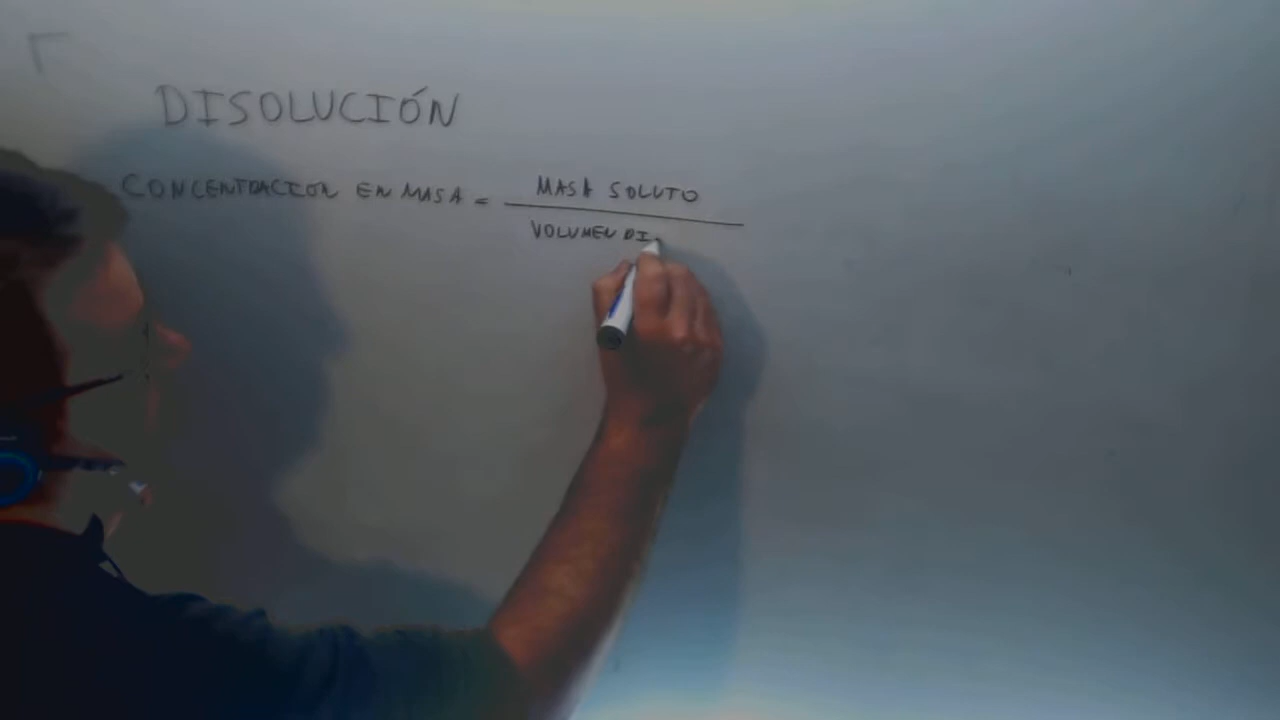 DISOLUCIÓN
CONCENTRACION EN MASA = MASA SOLUTO
VOLUMEN DI